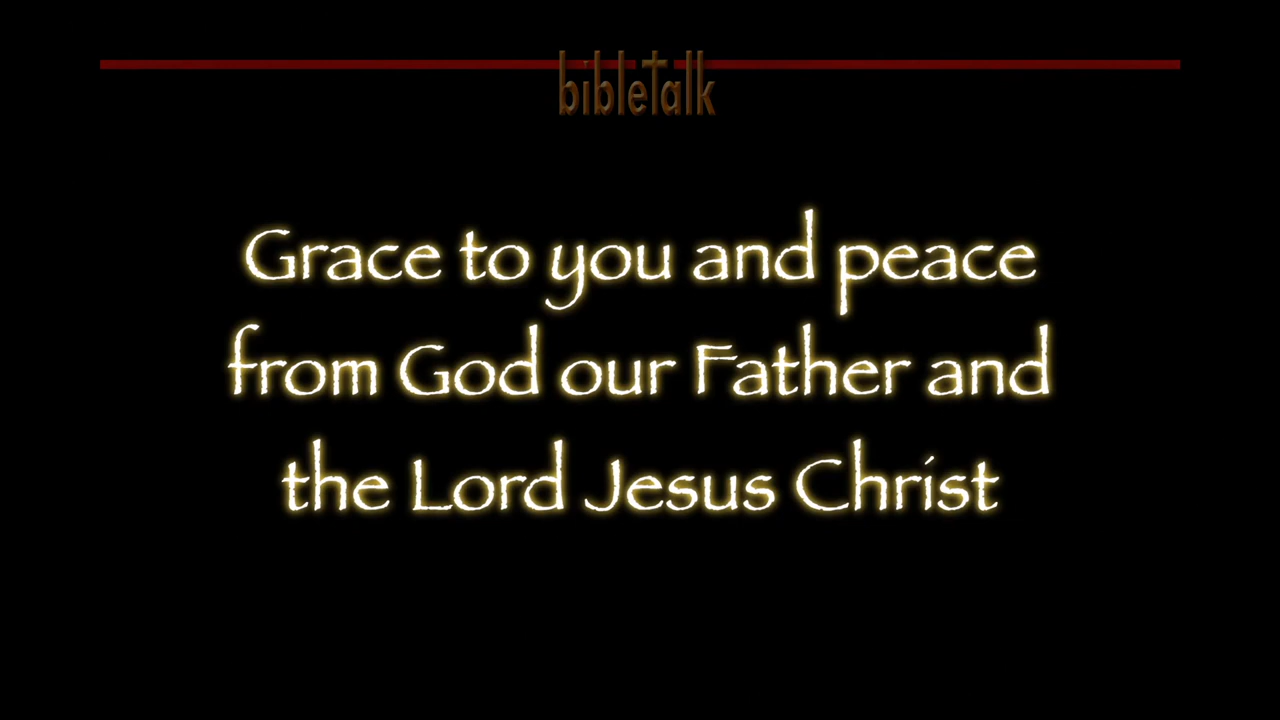 bibleTalk
Grace to you and peace
from God our Father and
the Lord Jesus Christ